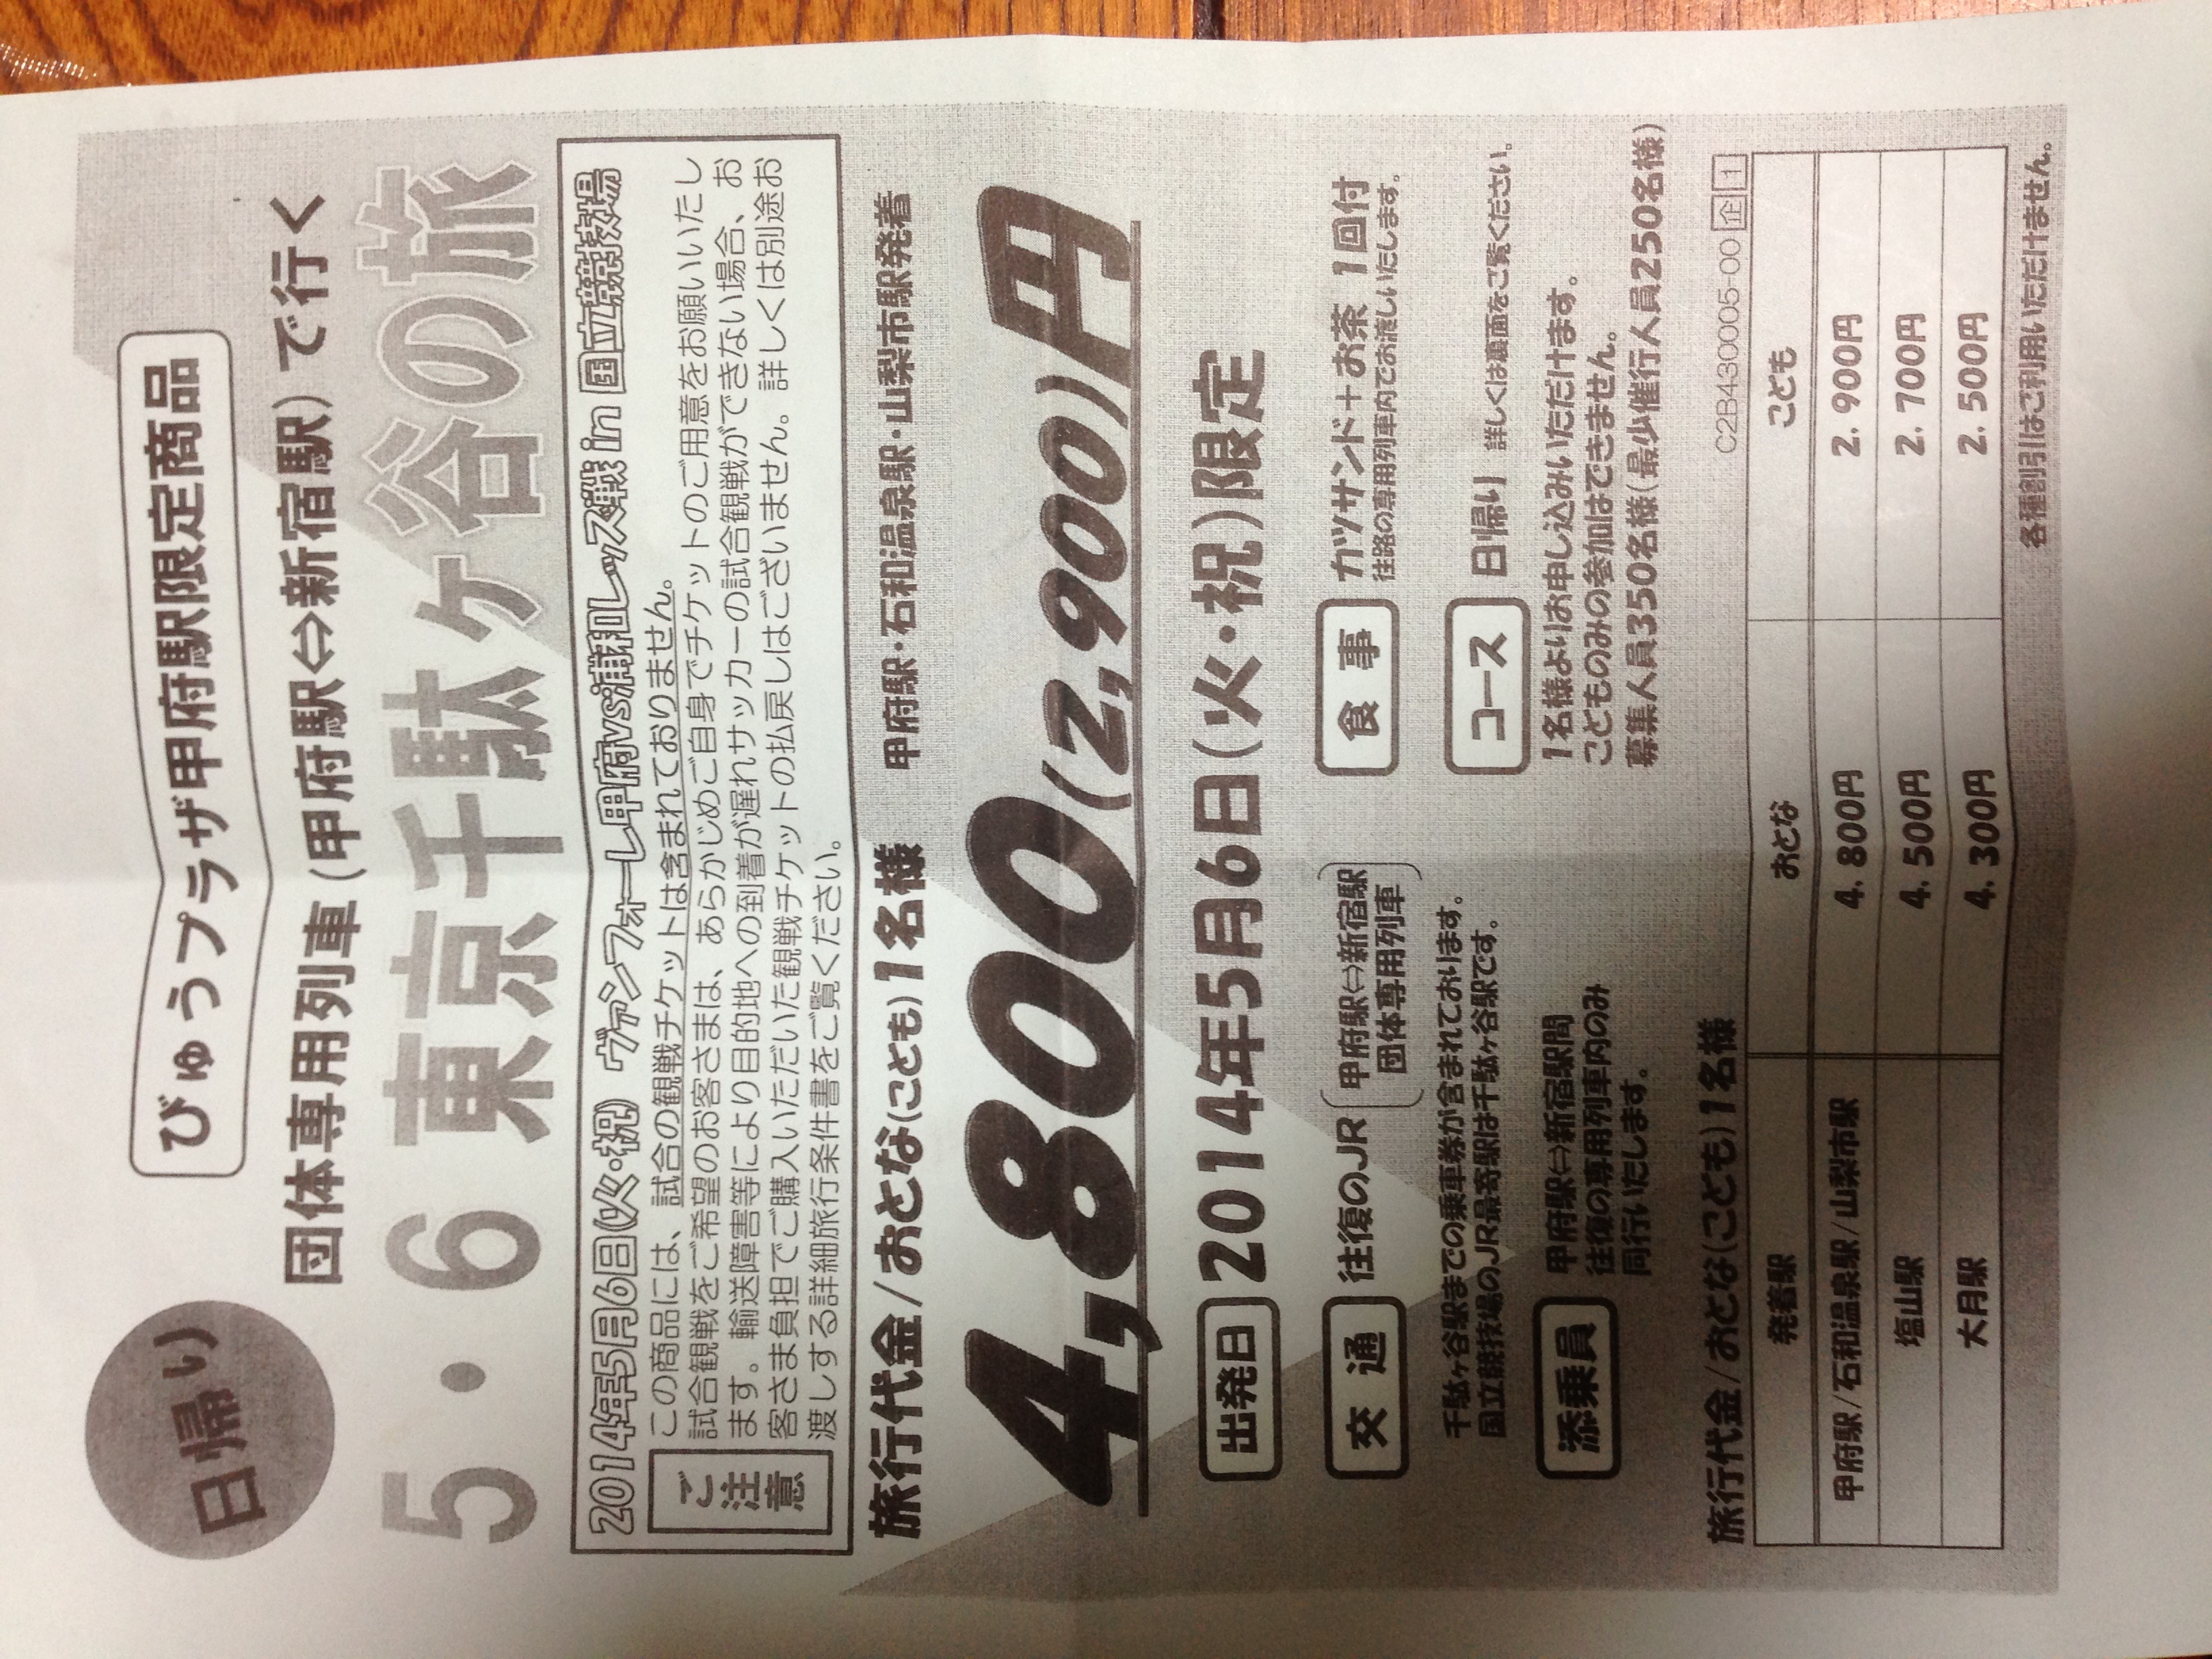 日帰り
びゅうプラザ甲府駅限定商品
団体専用列車(甲府駅⇔新宿駅)で行く
5・6 東京千駄ヶ谷の旅
2014年5月6日(火・祝) ヴァンフォーレ甲府vs浦和レッズ戦 in 国立競技場
ご注意
この商品には、試合の観戦チケットは含まれておりません。
試合観戦をご希望のお客さまは、あらかじめご自身でチケットのご用意をお願いいたし
ます。輸送障害等により目的地への到着が遅れサッカーの試合観戦ができない場合、お
客さま負担でご購入いただいた観戦チケットの払戻しはございません。詳しくは別途お
渡しする詳細旅行条件書をご覧ください。
旅行代金/おとな(こども)1名様 甲府駅・石和温泉駅・山梨市駅発着
4,800(2,900)円
出発日 2014年5月6日(火・祝)限定
交通 往復のJR(甲府駅⇔新宿駅
団体専用列車)
千駄ヶ谷駅までの乗車券が含まれております。
国立競技場のJR最寄駅は千駄ヶ谷駅です。
添乗員 甲府駅⇔新宿駅間
往復の専用列車内のみ
同行いたします。
食事 カツサンド+お茶 1回付
往路の専用列車内でお渡しいたします。
コース 日帰り 詳しくは裏面をご覧ください。
1名様よりお申し込みいただけます。
こどものみの参加はできません。
募集人員350名様(最少催行人員250名様)
旅行代金/おとな(こども)1名様 C2B430005-00 企 1
発着駅 おとな こども
甲府駅/石和温泉駅/山梨市駅 4,800円 2,900円
塩山駅 4,500円 2,700円
大月駅 4,300円 2,500円
各種割引はご利用いただけません。